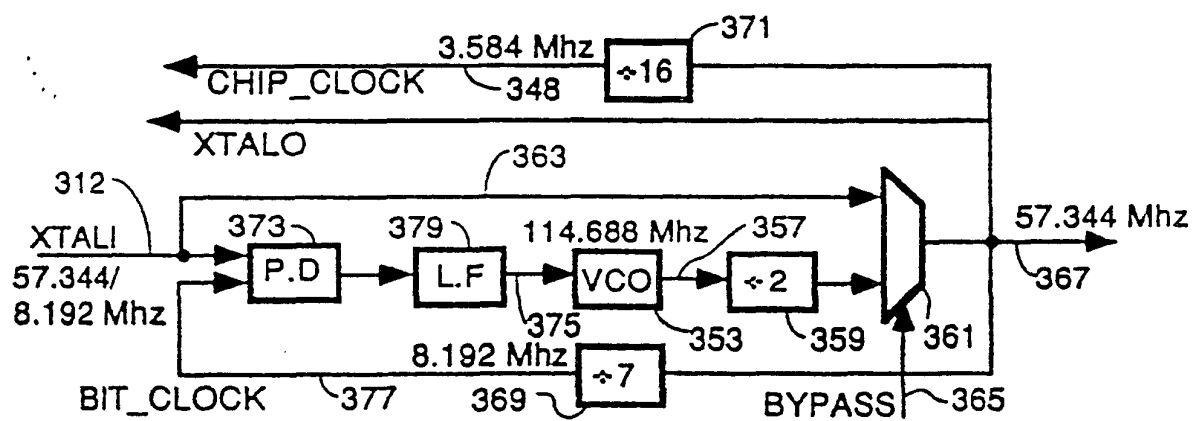 371
3.584 Mhz
÷16
CHIP_CLOCK
348
XTALO
363
312
XTALI
373
379
114.688 Mhz
357
57.344 Mhz
P.D
L.F
VCO
÷2
57.344/
8.192 Mhz
375
353
359
361
367
8.192 Mhz
÷7
BIT_CLOCK
377
369
BYPASS
365